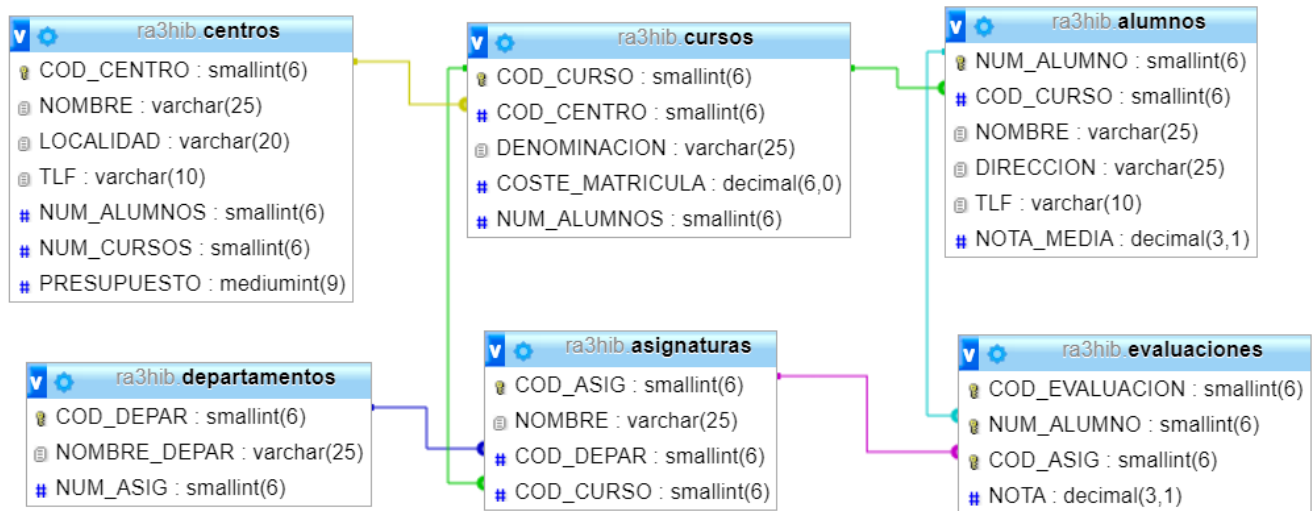 ra3hib.centros
COD_CENTRO : smallint(6)
NOMBRE : varchar(25)
LOCALIDAD : varchar(20)
TLF : varchar(10)
# NUM_ALUMNOS : smallint(6)
# NUM_CURSOS : smallint(6)
# PRESUPUESTO : mediumint(9)
ra3hib.cursos
COD_CURSO : smallint(6)
# COD_CENTRO : smallint(6)
DENOMINACION : varchar(25)
# COSTE_MATRICULA : decimal(6,0)
# NUM_ALUMNOS : smallint(6)
ra3hib.alumnos
NUM_ALUMNO : smallint(6)
# COD_CURSO : smallint(6)
NOMBRE : varchar(25)
DIRECCION : varchar(25)
TLF : varchar(10)
# NOTA_MEDIA : decimal(3,1)
ra3hib.departamentos
COD_DEPAR : smallint(6)
NOMBRE_DEPAR : varchar(25)
# NUM_ASIG : smallint(6)
ra3hib.asignaturas
COD_ASIG : smallint(6)
NOMBRE : varchar(25)
# COD_DEPAR : smallint(6)
# COD_CURSO : smallint(6)
ra3hib.evaluaciones
COD_EVALUACION : smallint(6)
NUM_ALUMNO : smallint(6)
COD_ASIG : smallint(6)
# NOTA : decimal(3,1)